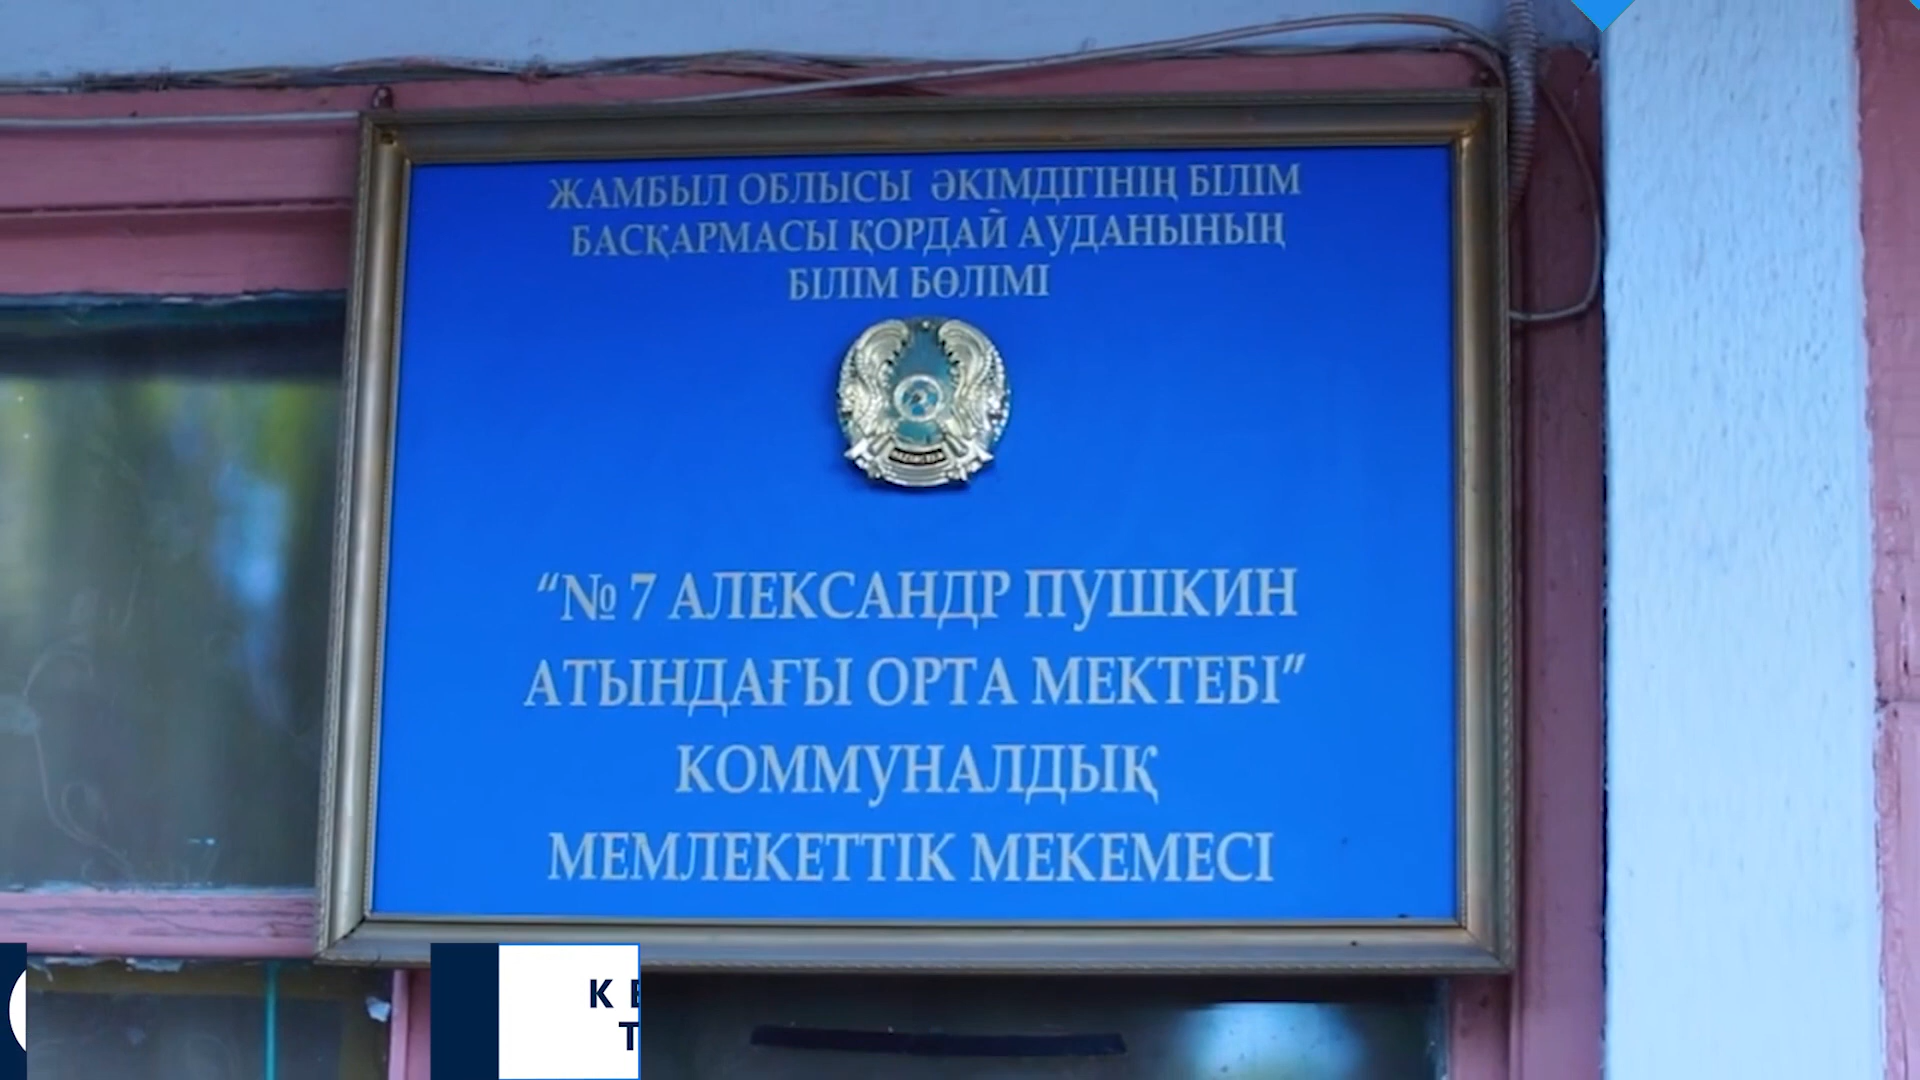 ЖАМБЫЛ ОБЛЫСЫ ӘКІМДІГІНІҢ БІЛІМ
БАСҚАРМАСЫ ҚОРДАЙ АУДАНЫНЫҢ
БІЛІМ БӨЛІМІ
“№ 7 АЛЕКСАНДР ПУШКИН
АТЫНДАҒЫ ОРТА МЕКТЕБІ”
КОММУНАЛДЫҚ
МЕМЛЕКЕТТІК МЕКЕМЕСІ